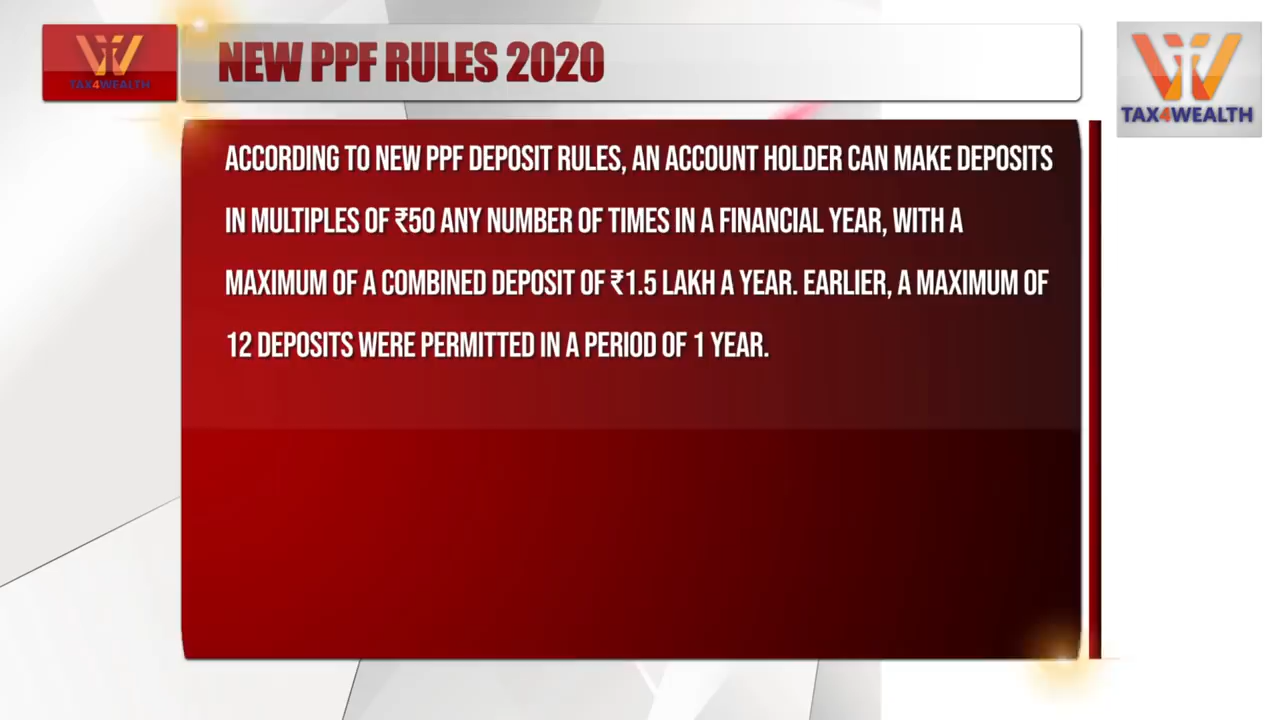 TAX4WEALTH
NEW PPF RULES 2020
TAX4WEALTH
ACCORDING TO NEW PPF DEPOSIT RULES, AN ACCOUNT HOLDER CAN MAKE DEPOSITS
IN MULTIPLES OF ₹50 ANY NUMBER OF TIMES IN A FINANCIAL YEAR, WITH A
MAXIMUM OF A COMBINED DEPOSIT OF ₹1.5 LAKH A YEAR. EARLIER, A MAXIMUM OF
12 DEPOSITS WERE PERMITTED IN A PERIOD OF 1 YEAR.